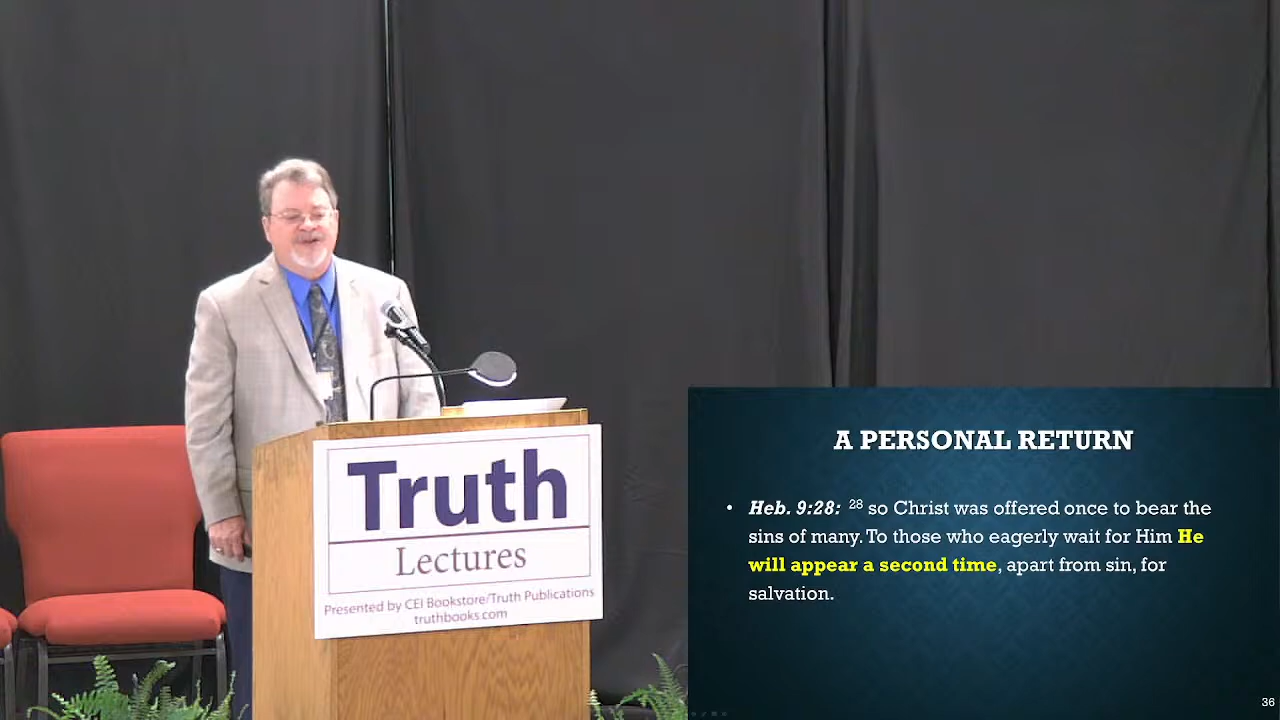 Truth
Lectures
Presented by CEI Bookstore/Truth Publications
truthbooks.com
A PERSONAL RETURN
• Heb. 9:28: 28 so Christ was offered once to bear the
sins of many. To those who eagerly wait for Him He
will appear a second time, apart from sin, for
salvation.
36